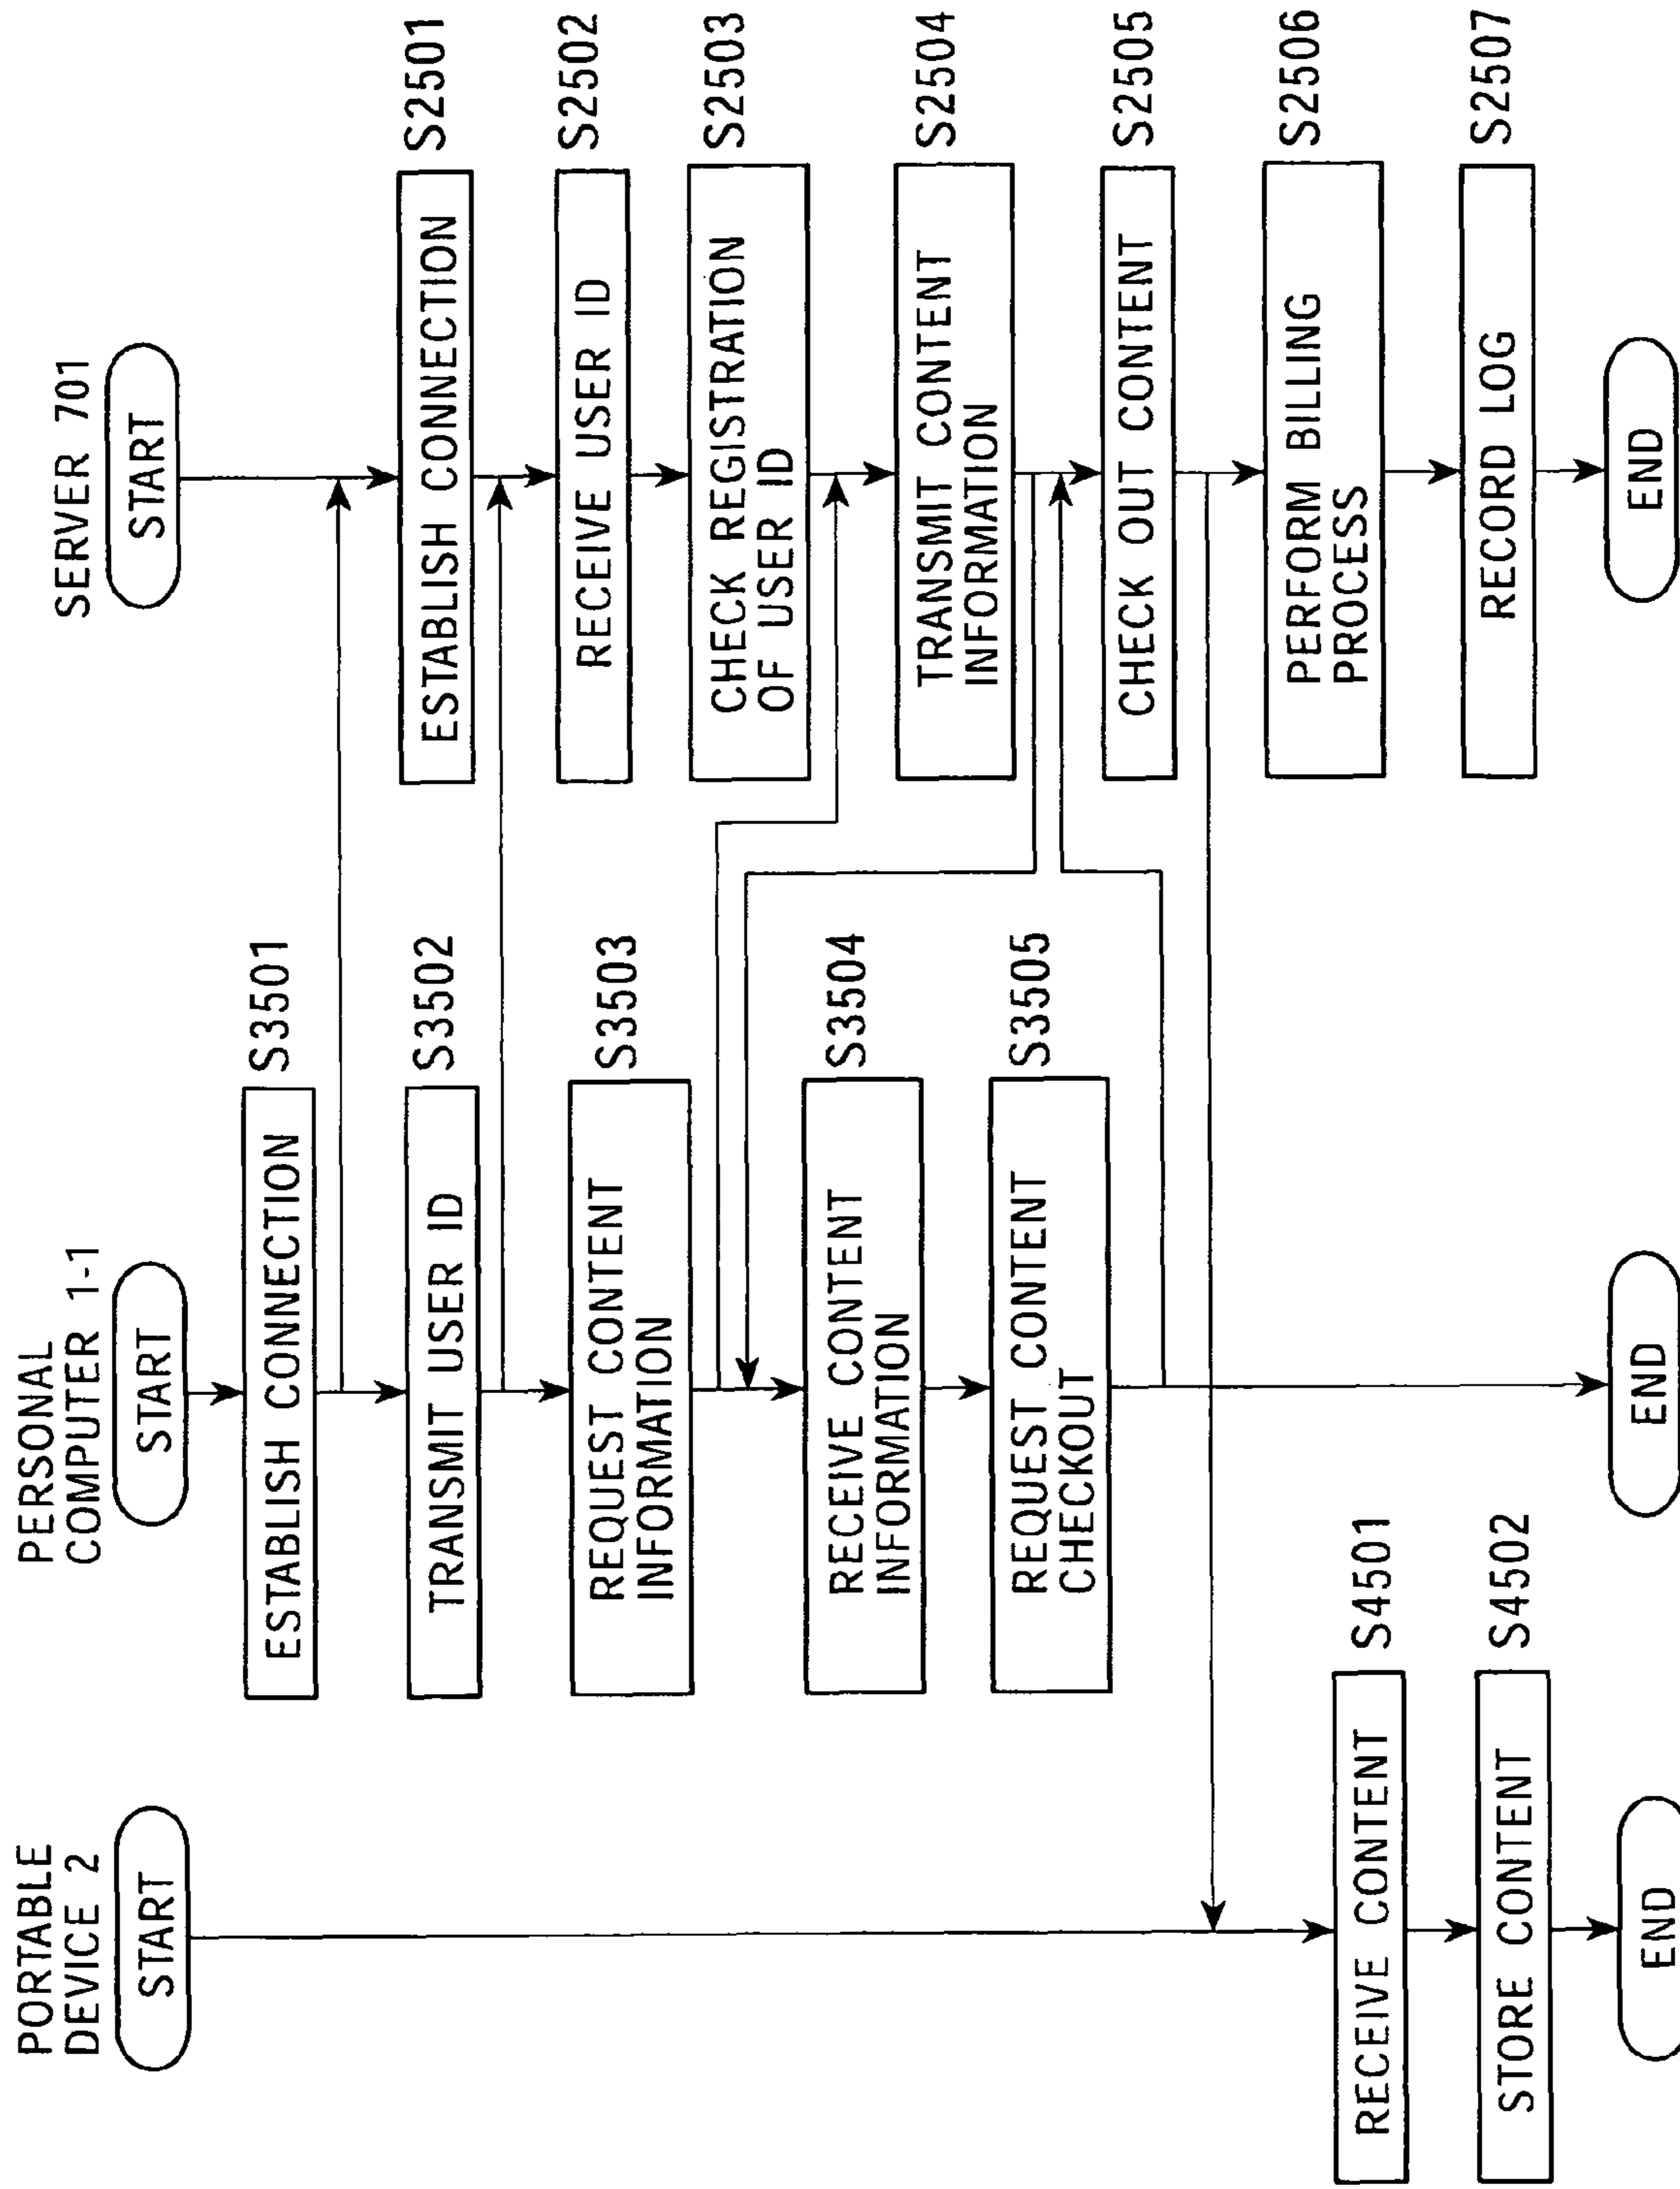 PORTABLE
DEVICE 2
START
RECEIVE CONTENT
S4501
STORE CONTENT
S4502
END
PERSONAL
COMPUTER 1-1
START
ESTABLISH CONNECTION
S3501
TRANSMIT USER ID
S3502
REQUEST CONTENT
INFORMATION
S3503
RECEIVE CONTENT
INFORMATION
S3504
REQUEST CONTENT
CHECKOUT
S3505
END
SERVER 701
START
ESTABLISH CONNECTION
S2501
RECEIVE USER ID
S2502
CHECK REGISTRATION
OF USER ID
S2503
TRANSMIT CONTENT
INFORMATION
S2504
CHECK OUT CONTENT
S2505
PERFORM BILLING
PROCESS
S2506
RECORD LOG
S2507
END